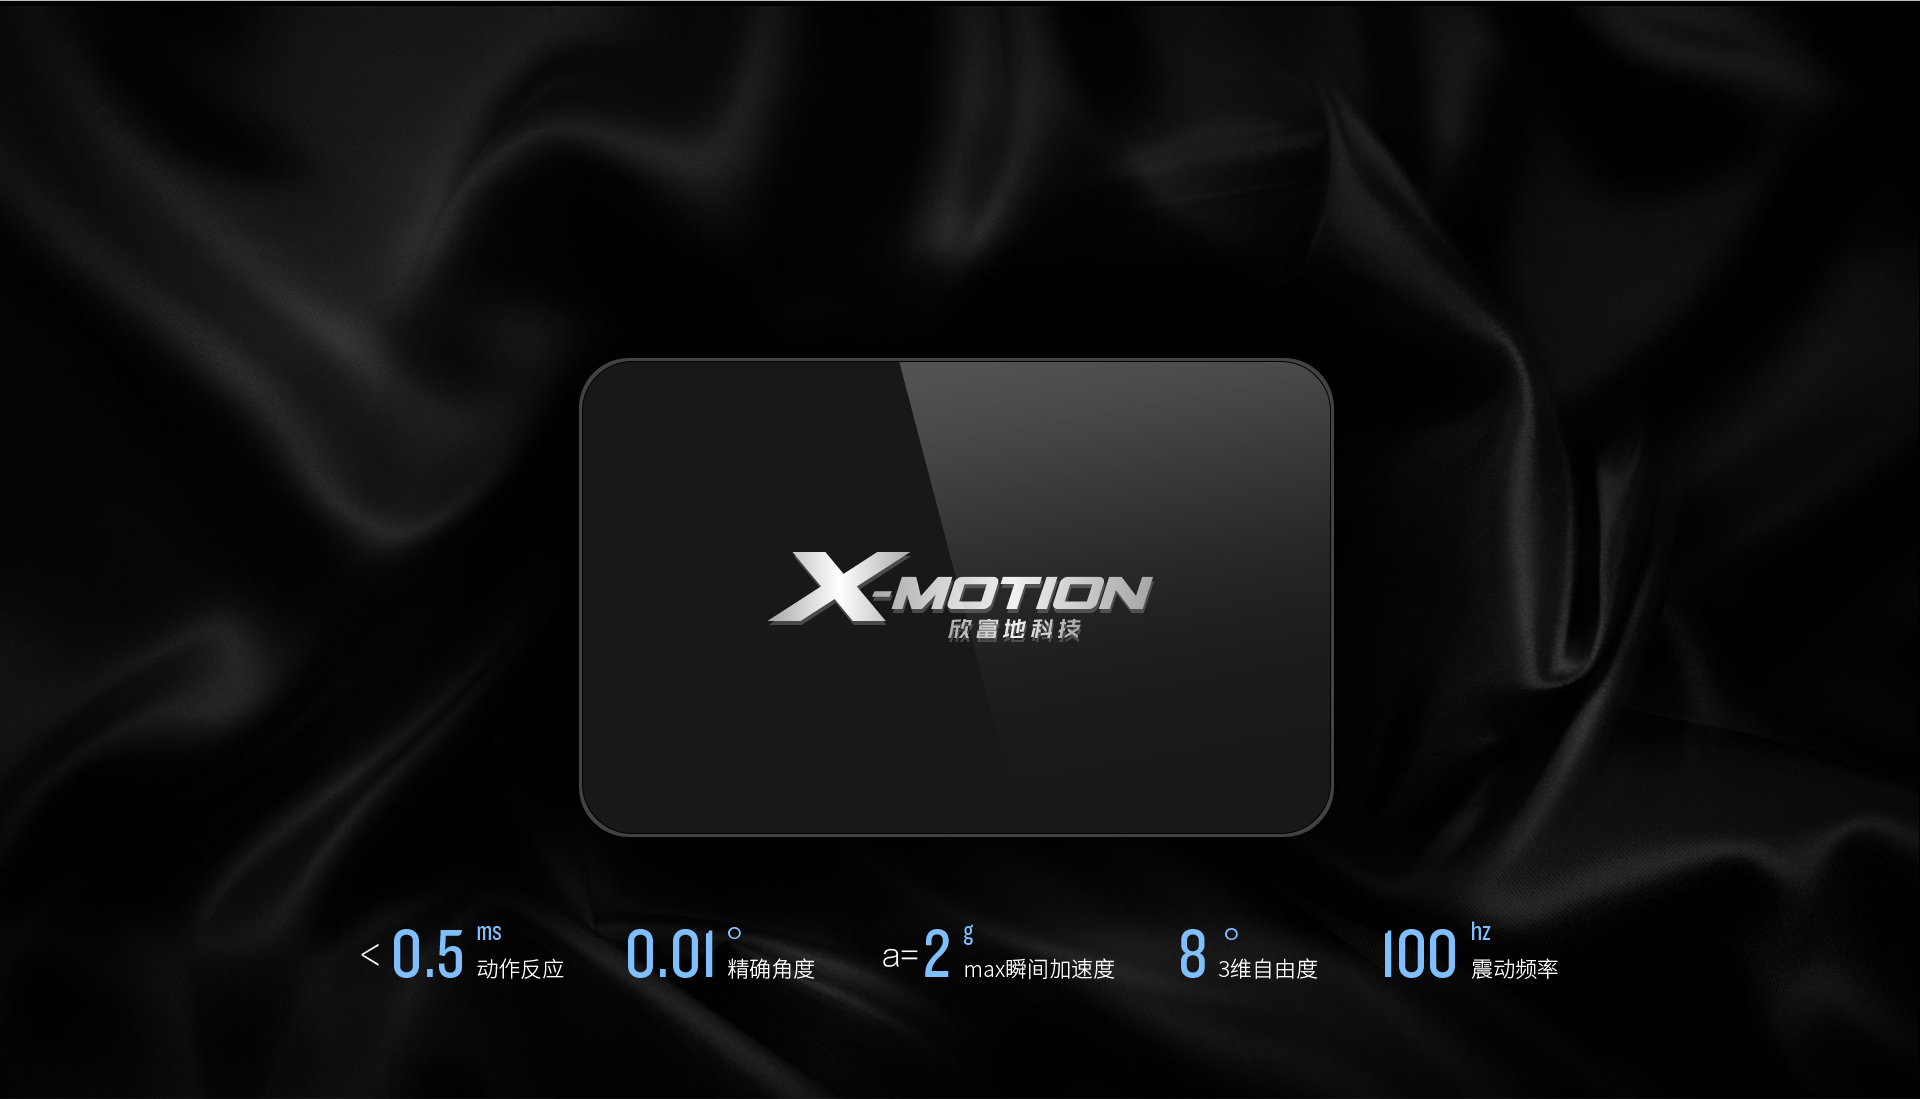 X-MOTION
欣富地科技
< 0.5 ms 动作反应
0.01 ° 精确角度
a=2 g max瞬间加速度
8 ° 3维自由度
100 hz 震动频率